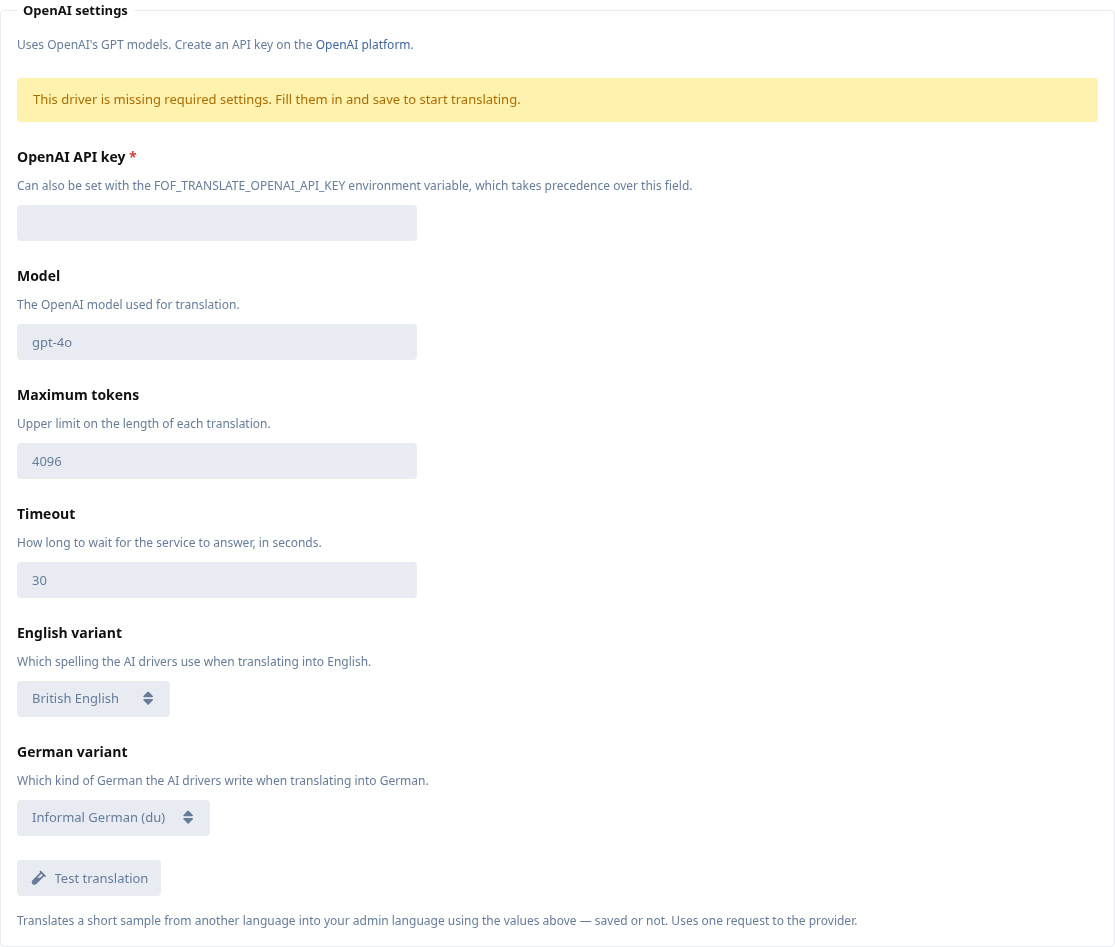 OpenAI settings
Uses OpenAI's GPT models. Create an API key on the OpenAI platform.
This driver is missing required settings. Fill them in and save to start translating.
OpenAI API key *
Can also be set with the FOF_TRANSLATE_OPENAI_API_KEY environment variable, which takes precedence over this field.
Model
The OpenAI model used for translation.
gpt-4o
Maximum tokens
Upper limit on the length of each translation.
4096
Timeout
How long to wait for the service to answer, in seconds.
30
English variant
Which spelling the AI drivers use when translating into English.
British English
German variant
Which kind of German the AI drivers write when translating into German.
Informal German (du)
Test translation
Translates a short sample from another language into your admin language using the values above — saved or not. Uses one request to the provider.